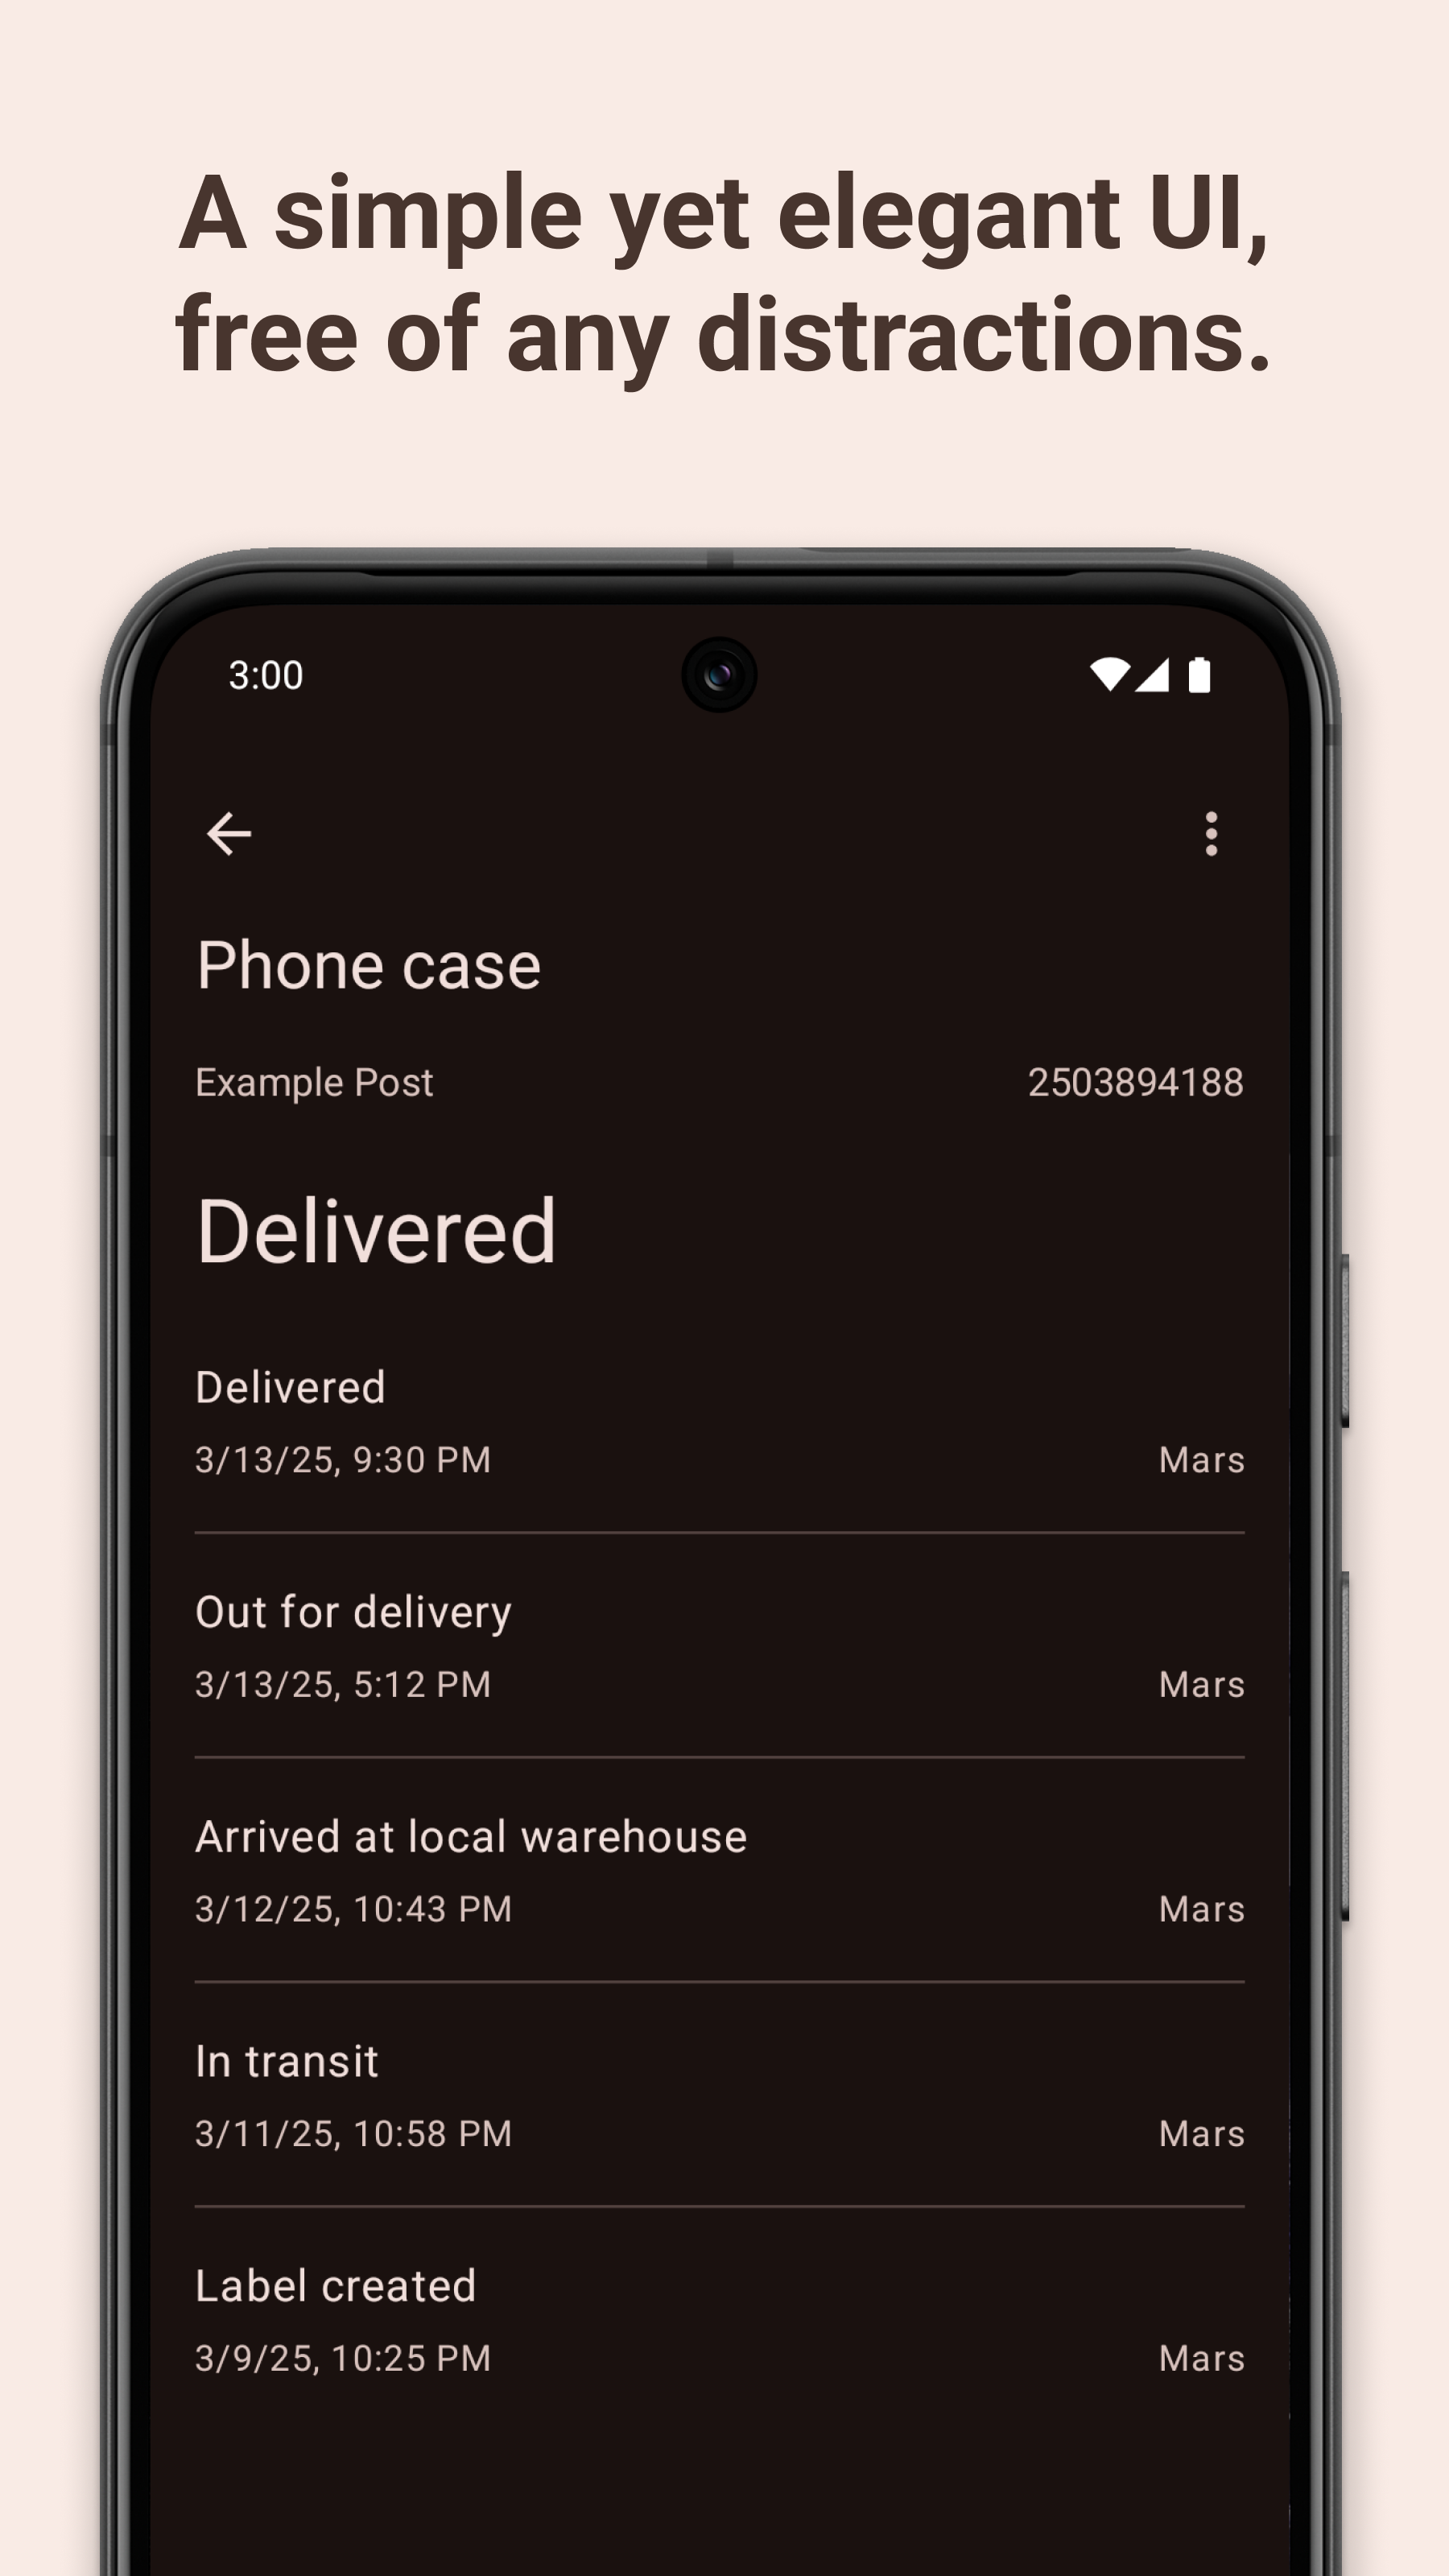 A simple yet elegant UI,
free of any distractions.
3:00
Phone case
Example Post 2503894188
Delivered
Delivered
3/13/25, 9:30 PM Mars
Out for delivery
3/13/25, 5:12 PM Mars
Arrived at local warehouse
3/12/25, 10:43 PM Mars
In transit
3/11/25, 10:58 PM Mars
Label created
3/9/25, 10:25 PM Mars